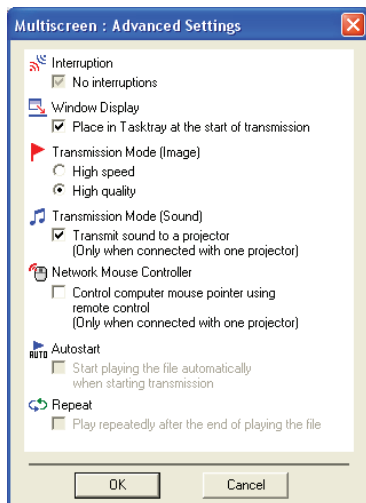 Multiscreen : Advanced Settings
Interruption
No interruptions
Window Display
Place in Tasktray at the start of transmission
Transmission Mode (Image)
High speed
High quality
Transmission Mode (Sound)
Transmit sound to a projector
(Only when connected with one projector)
Network Mouse Controller
Control computer mouse pointer using
remote control
(Only when connected with one projector)
AUTO Autostart
Start playing the file automatically
when starting transmission
Repeat
Play repeatedly after the end of playing the file
OK Cancel